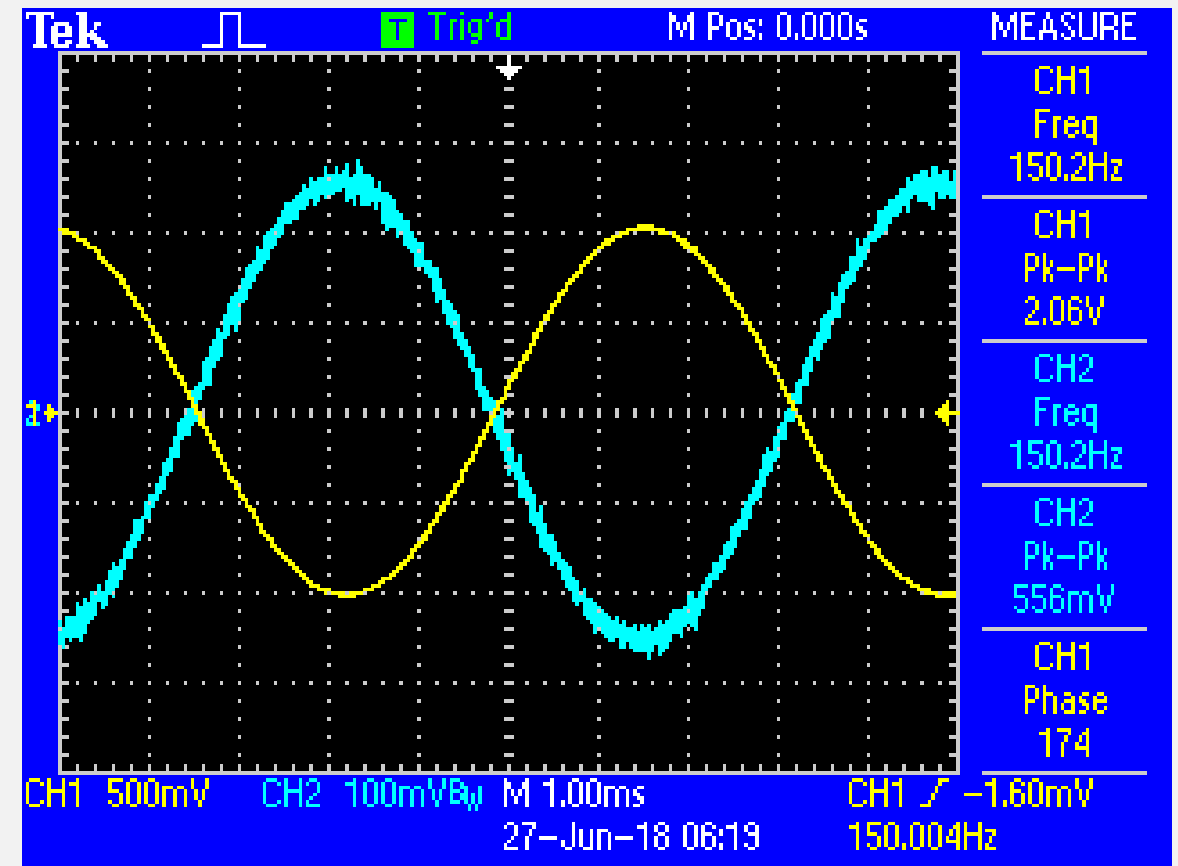 Tek T Trig'd M Pos: 0.000s MEASURE
CH1
Freq
150.2Hz
CH1
Pk-Pk
2.06V
CH2
Freq
150.2Hz
CH2
Pk-Pk
556mV
CH1
Phase
174
CH1 500mV CH2 100mVBW M 1.00ms CH1 -1.60mV
27-Jun-18 06:19 150.004Hz